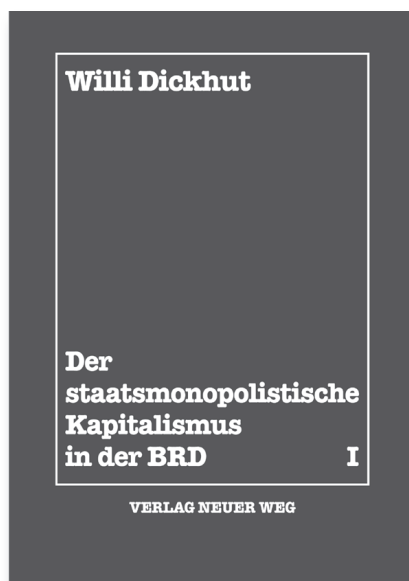 Willi Dickhut
Der
staatsmonopolistische
Kapitalismus
in der BRD I
VERLAG NEUER WEG